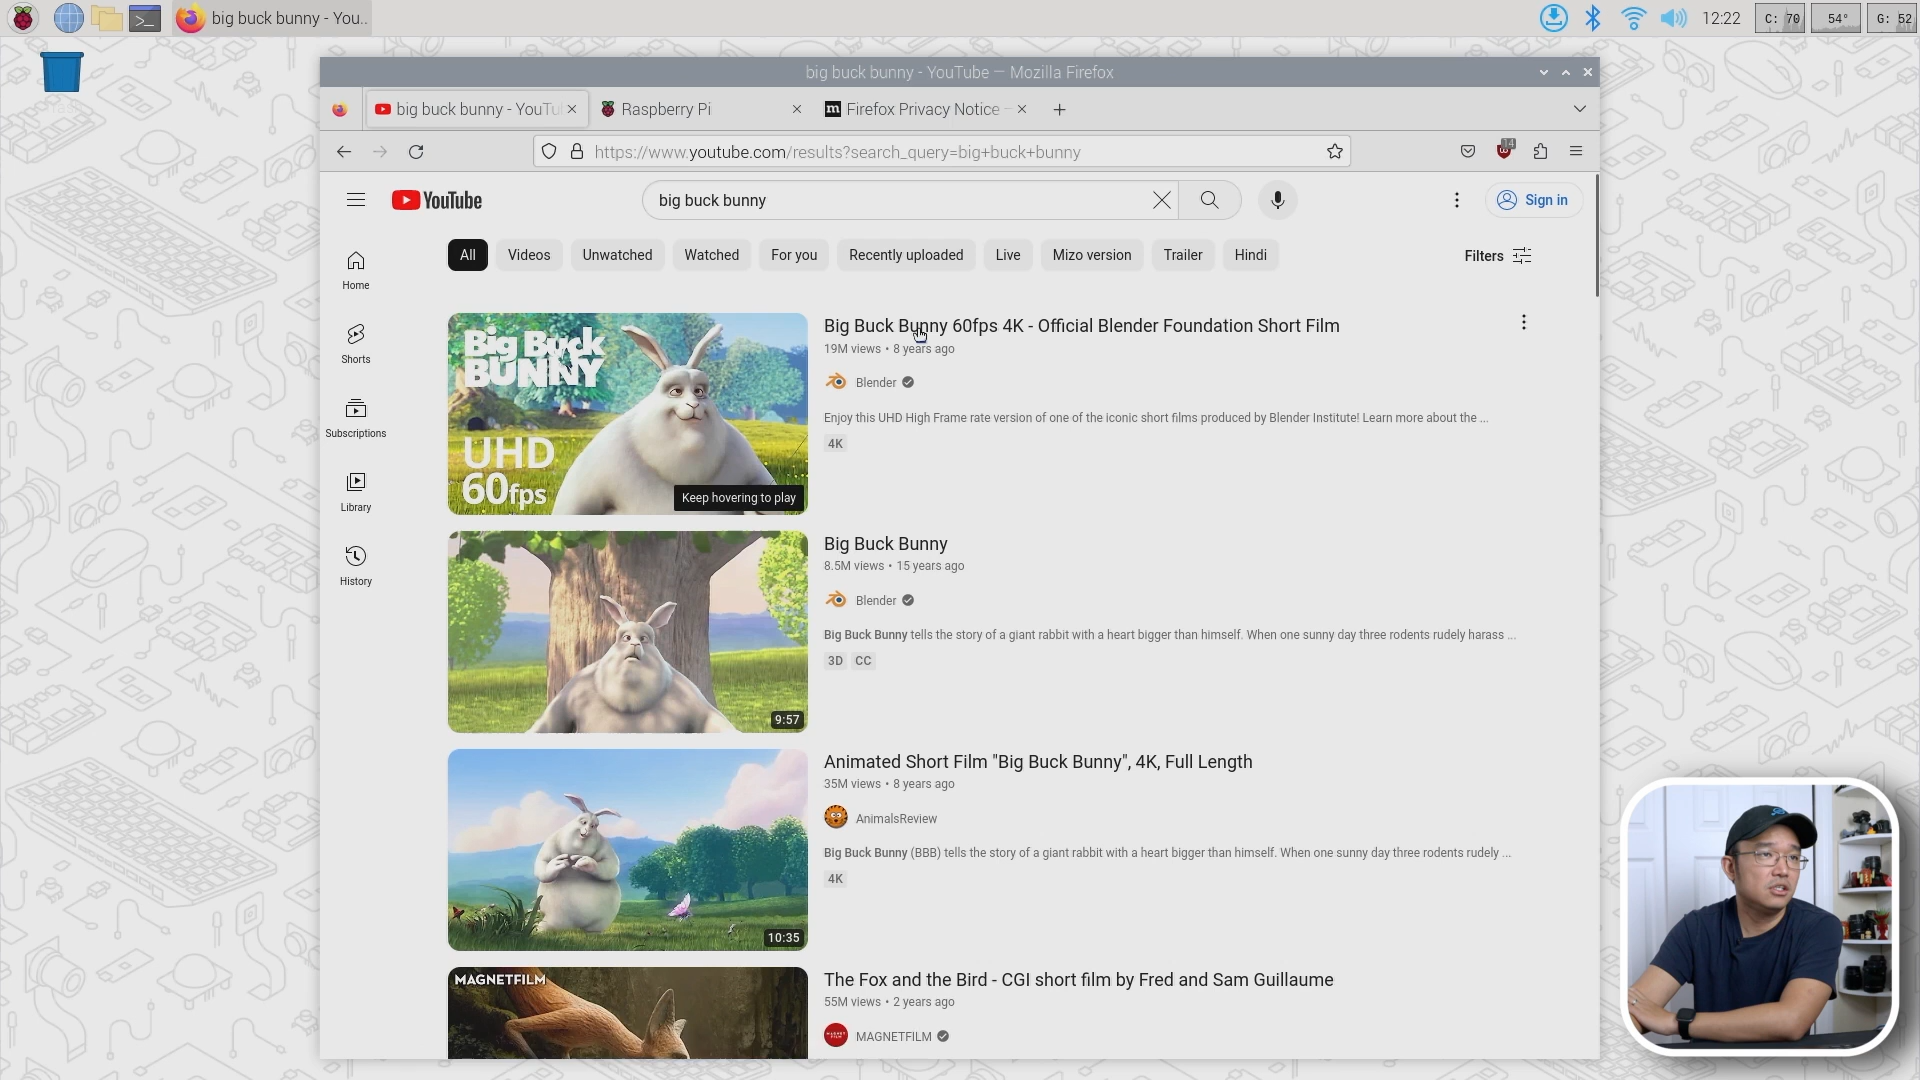 big buck bunny - You..
12:22
C: 70
54°
G: 52
big buck bunny - YouTube — Mozilla Firefox
big buck bunny - YouTu
Raspberry Pi
Firefox Privacy Notice —
https://www.youtube.com/results?search_query=big+buck+bunny
14
YouTube
big buck bunny
Sign in
All
Videos
Unwatched
Watched
For you
Recently uploaded
Live
Mizo version
Trailer
Hindi
Filters
Home
Shorts
Subscriptions
Library
History
Big Buck
BUNNY
UHD
60fps
Keep hovering to play
Big Buck Bunny 60fps 4K - Official Blender Foundation Short Film
19M views • 8 years ago
Blender
Enjoy this UHD High Frame rate version of one of the iconic short films produced by Blender Institute! Learn more about the ...
4K
9:57
Big Buck Bunny
8.5M views • 15 years ago
Blender
Big Buck Bunny tells the story of a giant rabbit with a heart bigger than himself. When one sunny day three rodents rudely harass ...
3D CC
10:35
Animated Short Film "Big Buck Bunny", 4K, Full Length
35M views • 8 years ago
AnimalsReview
Big Buck Bunny (BBB) tells the story of a giant rabbit with a heart bigger than himself. When one sunny day three rodents rudely ...
4K
MAGNETFILM
The Fox and the Bird - CGI short film by Fred and Sam Guillaume
55M views • 2 years ago
MAGNETFILM